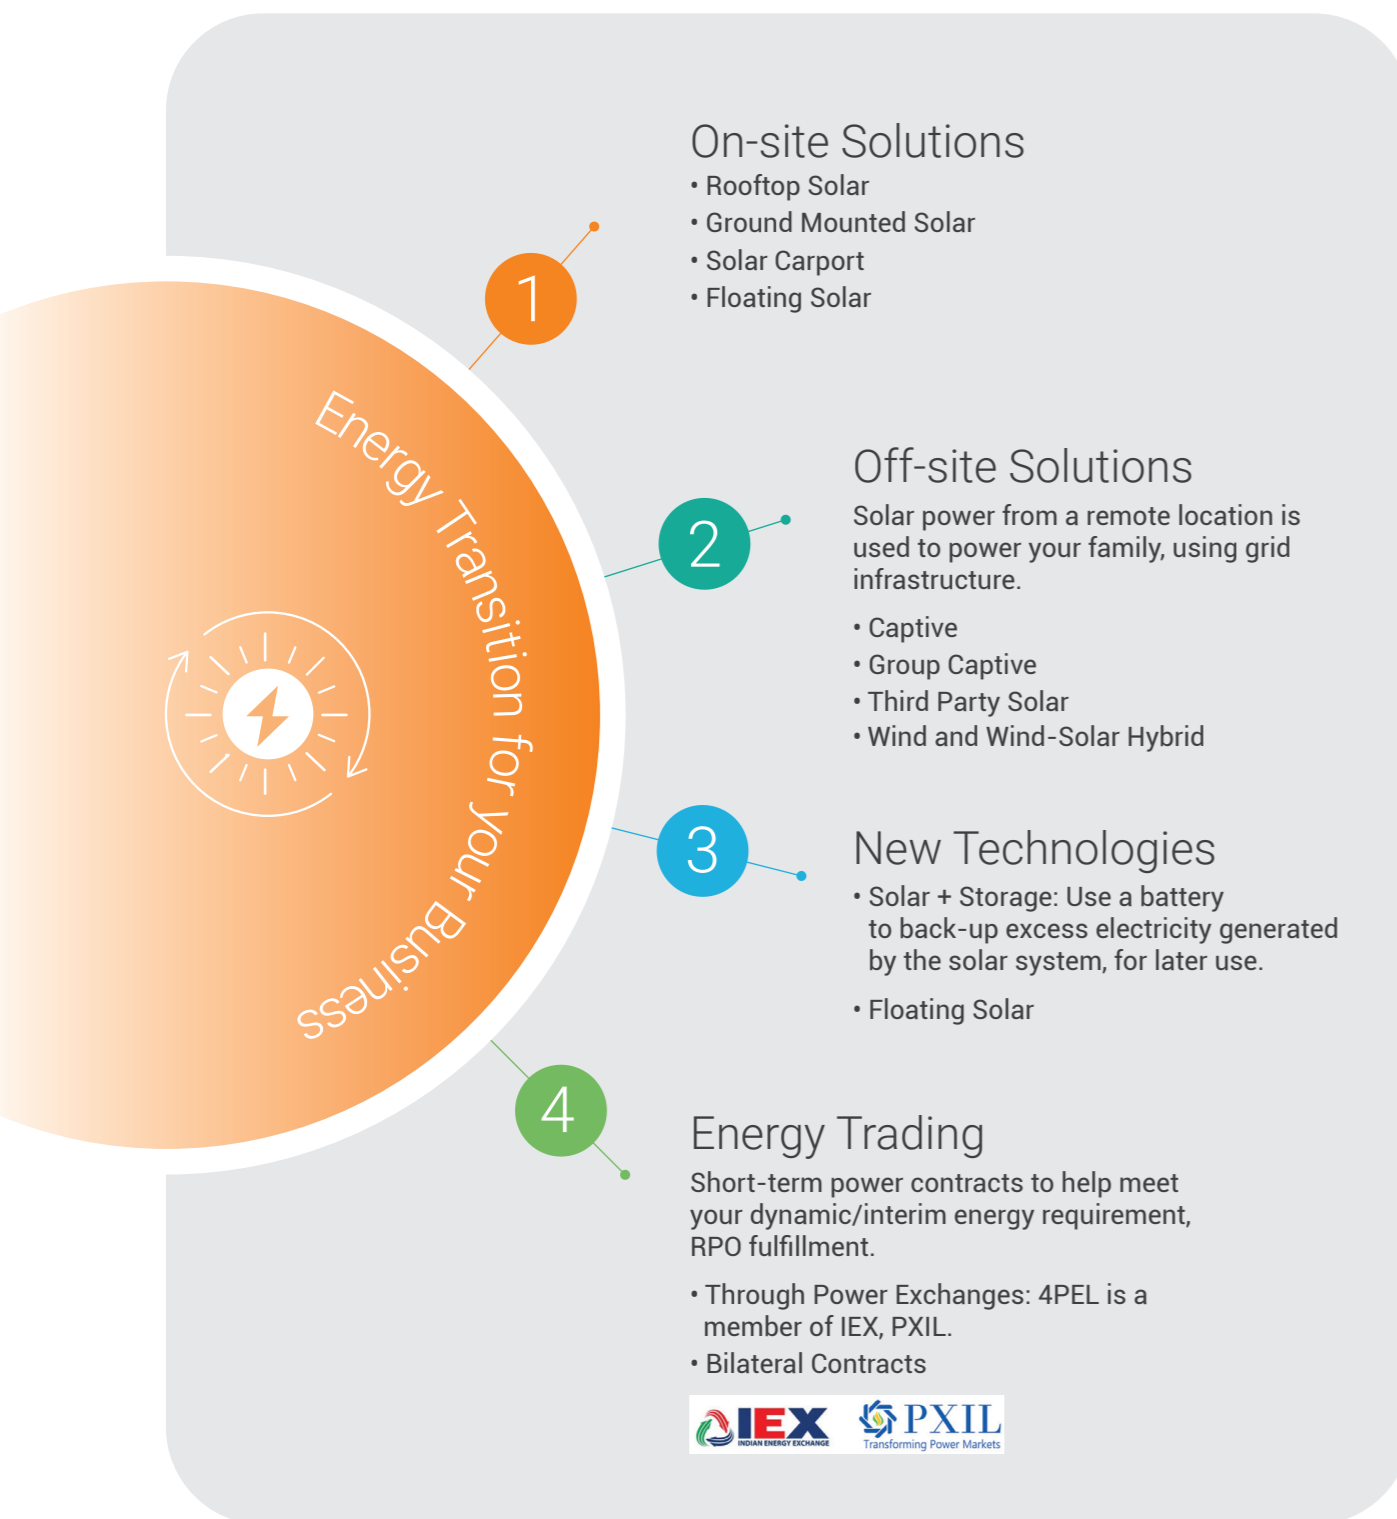 Energy Transition for your Business
1
On-site Solutions
• Rooftop Solar
• Ground Mounted Solar
• Solar Carport
• Floating Solar
2
Off-site Solutions
Solar power from a remote location is
used to power your family, using grid
infrastructure.
• Captive
• Group Captive
• Third Party Solar
• Wind and Wind-Solar Hybrid
3
New Technologies
• Solar + Storage: Use a battery
to back-up excess electricity generated
by the solar system, for later use.
• Floating Solar
4
Energy Trading
Short-term power contracts to help meet
your dynamic/interim energy requirement,
RPO fulfillment.
• Through Power Exchanges: 4PEL is a
member of IEX, PXIL.
• Bilateral Contracts
IEX
INDIAN ENERGY EXCHANGE
PXIL
Transforming Power Markets